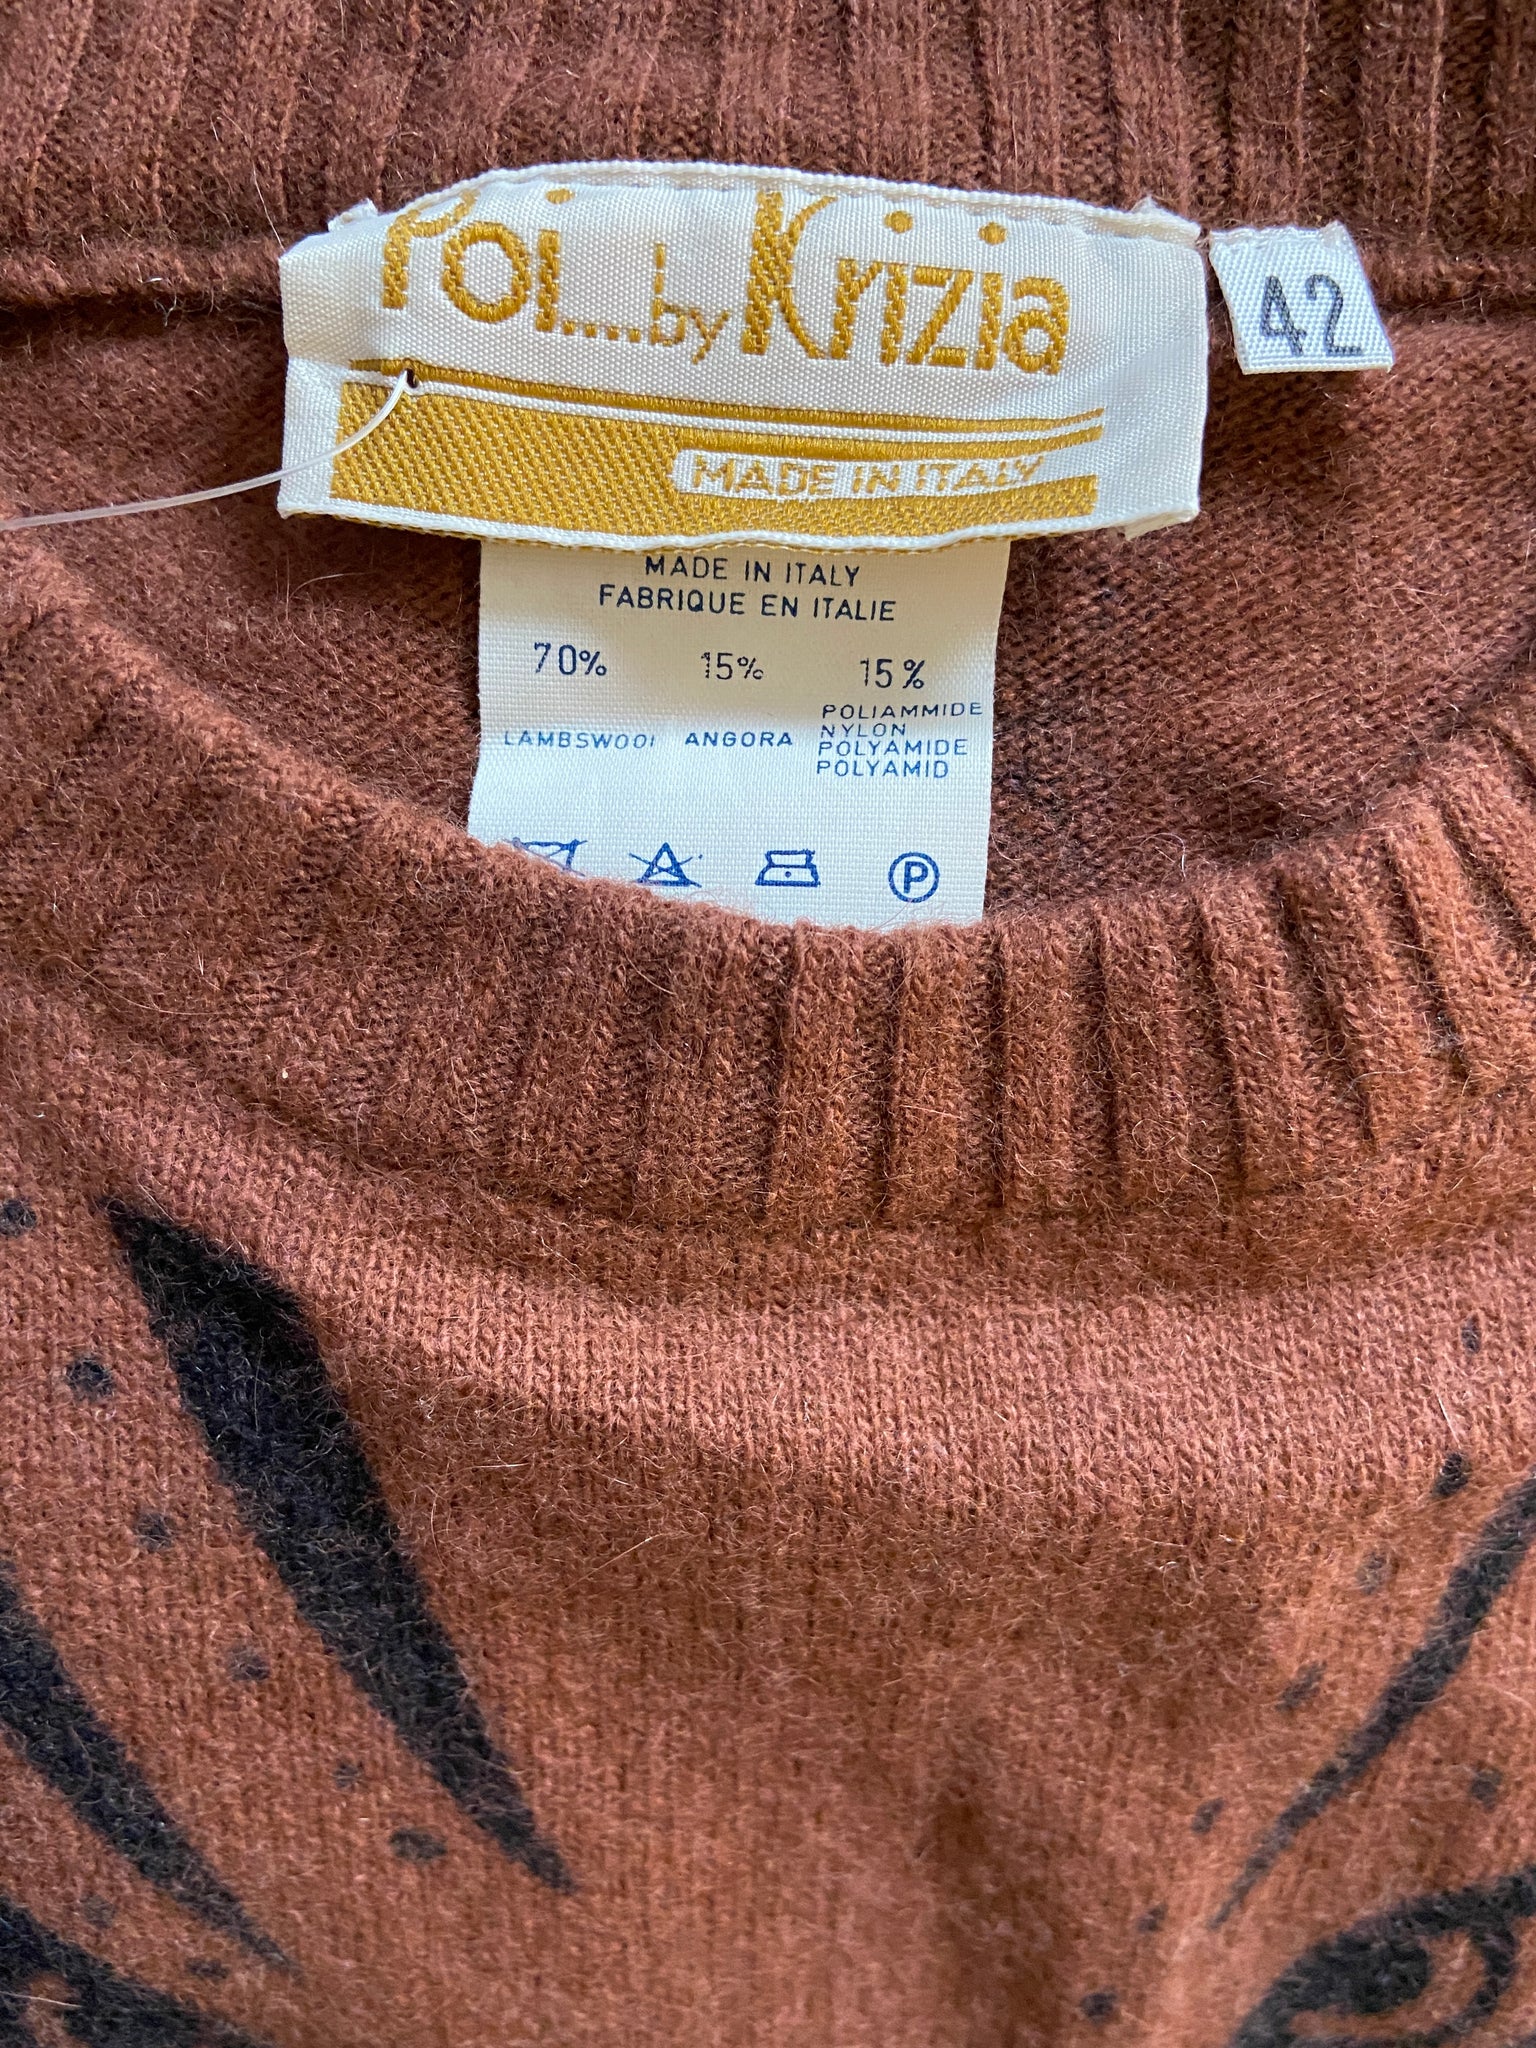 Poi....by Krizia
42
MADE IN ITALY
MADE IN ITALY
FABRIQUE EN ITALIE
70% 15% 15%
LAMBSWOOl ANGORA POLIAMMIDE
NYLON
POLYAMIDE
POLYAMID
A P